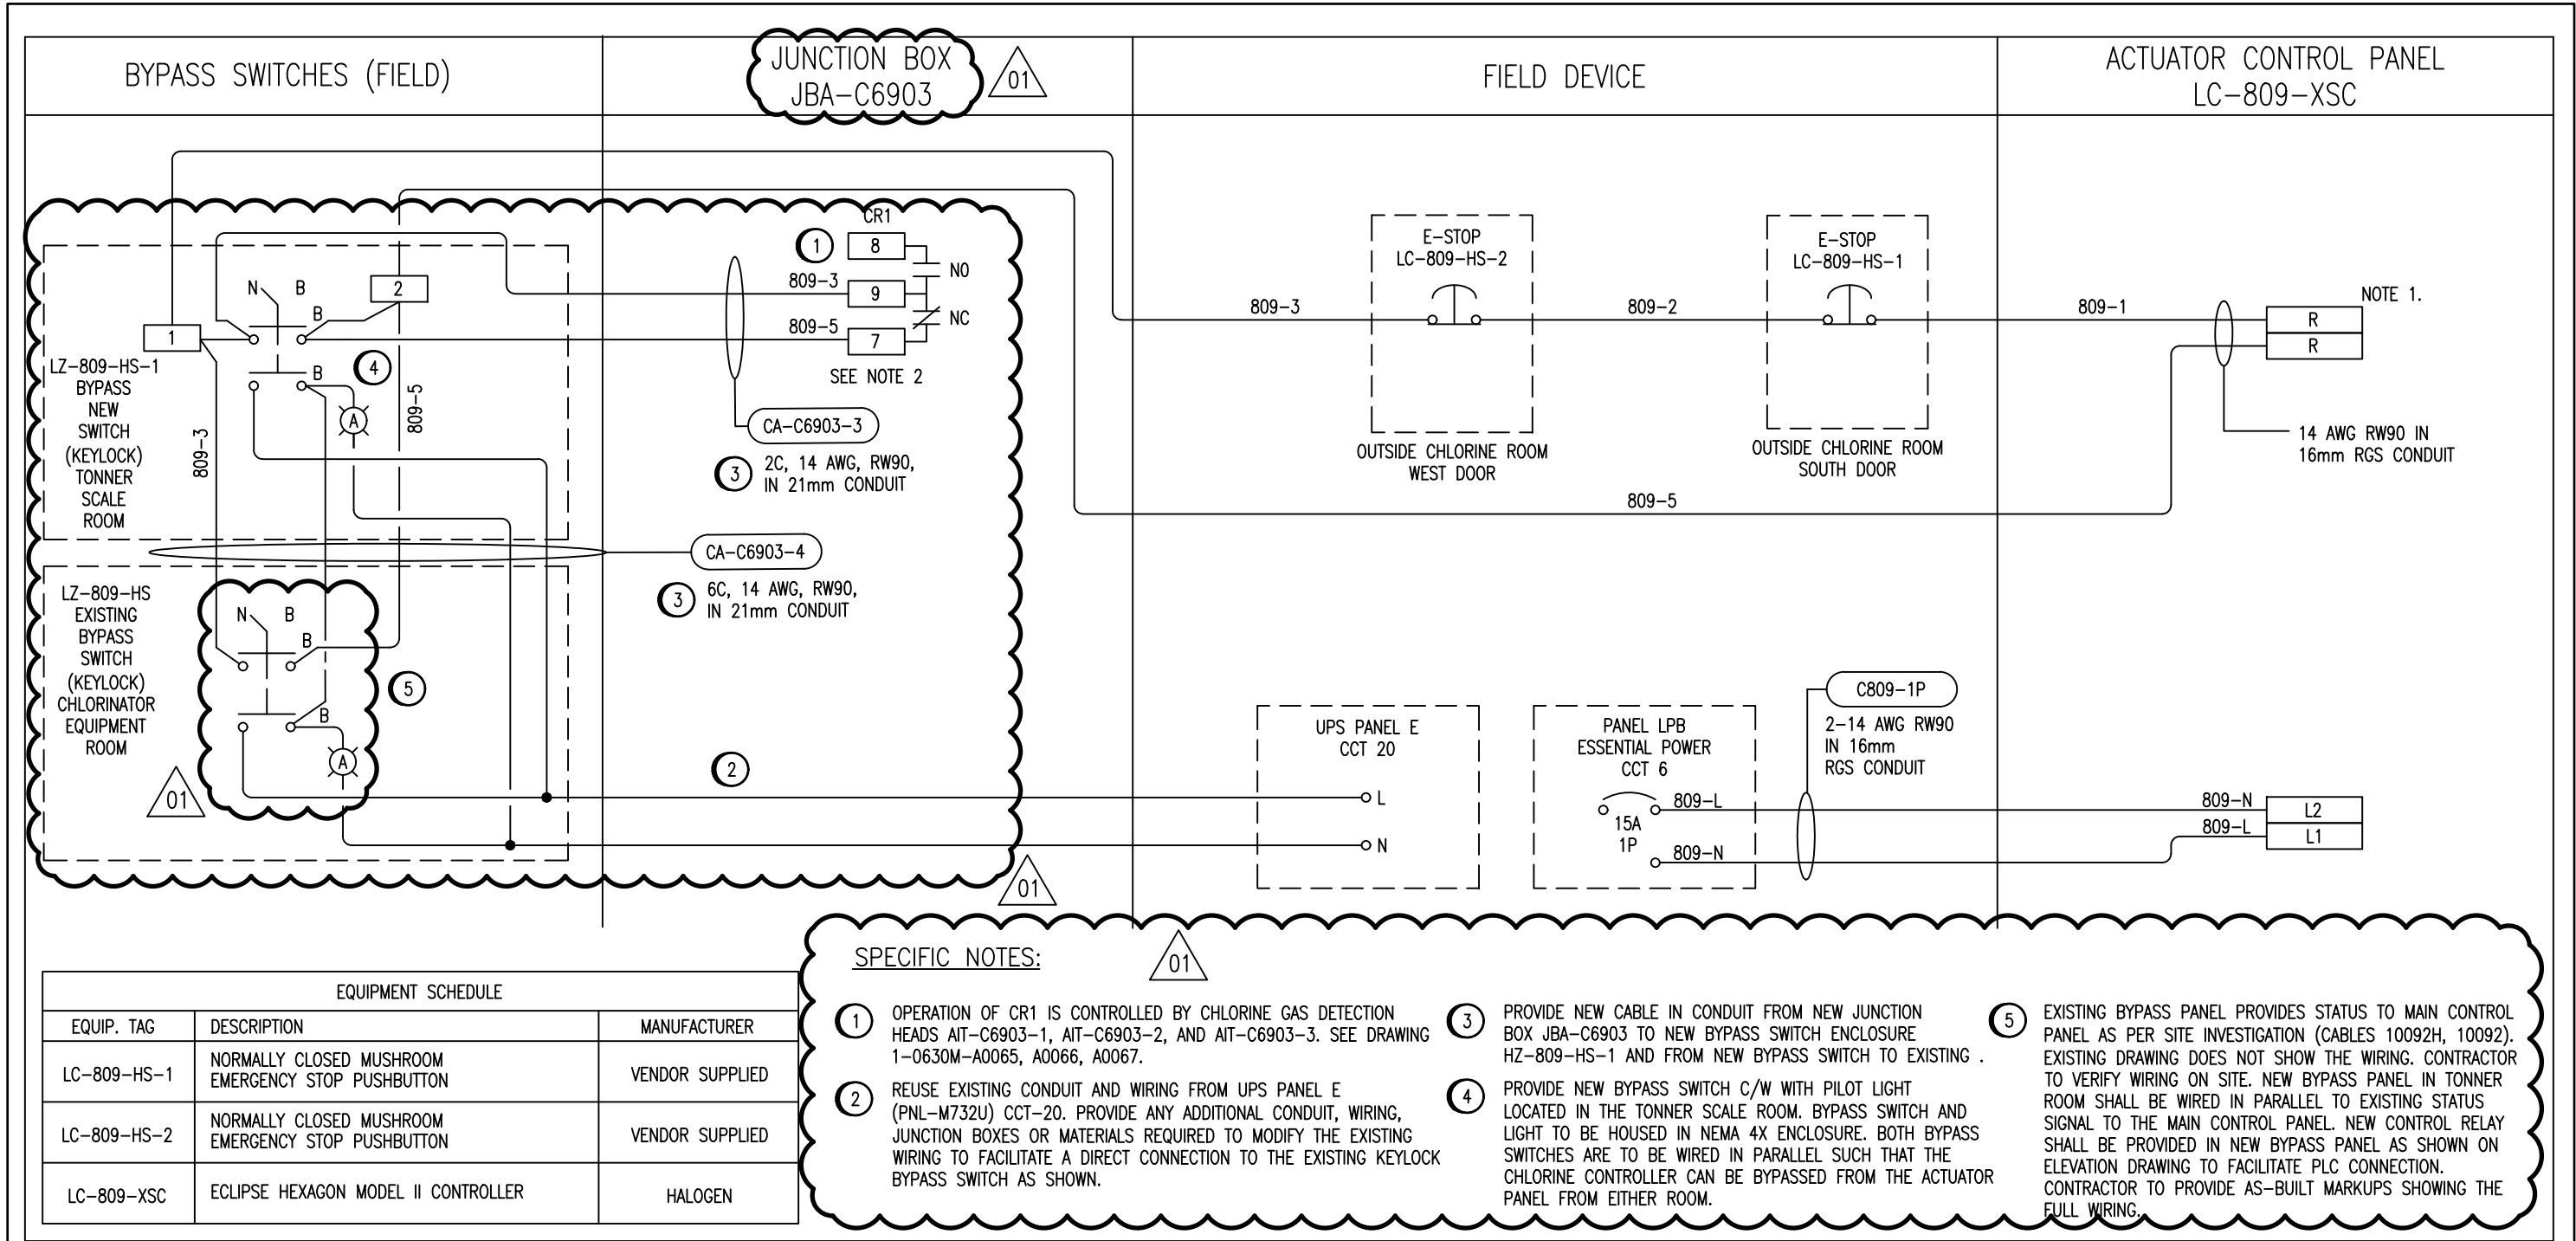 BYPASS SWITCHES (FIELD)
JUNCTION BOX
JBA-C6903
01
FIELD DEVICE
ACTUATOR CONTROL PANEL
LC-809-XSC
CR1
1
8
NO
809-3
9
NC
809-5
7
SEE NOTE 2
N
B
2
B
1
B
4
A
LZ-809-HS-1
BYPASS
NEW
SWITCH
(KEYLOCK)
TONNER
SCALE
ROOM
809-3
809-5
CA-C6903-3
3
2C, 14 AWG, RW90,
IN 21mm CONDUIT
CA-C6903-4
3
6C, 14 AWG, RW90,
IN 21mm CONDUIT
LZ-809-HS
EXISTING
BYPASS
SWITCH
(KEYLOCK)
CHLORINATOR
EQUIPMENT
ROOM
N
B
B
B
A
5
01
2
01
809-3
E-STOP
LC-809-HS-2
OUTSIDE CHLORINE ROOM
WEST DOOR
809-2
E-STOP
LC-809-HS-1
OUTSIDE CHLORINE ROOM
SOUTH DOOR
809-1
NOTE 1.
R
R
14 AWG RW90 IN
16mm RGS CONDUIT
809-5
UPS PANEL E
CCT 20
L
N
PANEL LPB
ESSENTIAL POWER
CCT 6
15A
1P
809-L
809-N
C809-1P
2-14 AWG RW90
IN 16mm
RGS CONDUIT
809-N
L2
809-L
L1
EQUIPMENT SCHEDULE
EQUIP. TAG
DESCRIPTION
MANUFACTURER
LC-809-HS-1
NORMALLY CLOSED MUSHROOM
EMERGENCY STOP PUSHBUTTON
VENDOR SUPPLIED
LC-809-HS-2
NORMALLY CLOSED MUSHROOM
EMERGENCY STOP PUSHBUTTON
VENDOR SUPPLIED
LC-809-XSC
ECLIPSE HEXAGON MODEL II CONTROLLER
HALOGEN
SPECIFIC NOTES:
01
1
OPERATION OF CR1 IS CONTROLLED BY CHLORINE GAS DETECTION
HEADS AIT-C6903-1, AIT-C6903-2, AND AIT-C6903-3. SEE DRAWING
1-0630M-A0065, A0066, A0067.
2
REUSE EXISTING CONDUIT AND WIRING FROM UPS PANEL E
(PNL-M732U) CCT-20. PROVIDE ANY ADDITIONAL CONDUIT, WIRING,
JUNCTION BOXES OR MATERIALS REQUIRED TO MODIFY THE EXISTING
WIRING TO FACILITATE A DIRECT CONNECTION TO THE EXISTING KEYLOCK
BYPASS SWITCH AS SHOWN.
3
PROVIDE NEW CABLE IN CONDUIT FROM NEW JUNCTION
BOX JBA-C6903 TO NEW BYPASS SWITCH ENCLOSURE
HZ-809-HS-1 AND FROM NEW BYPASS SWITCH TO EXISTING .
4
PROVIDE NEW BYPASS SWITCH C/W WITH PILOT LIGHT
LOCATED IN THE TONNER SCALE ROOM. BYPASS SWITCH AND
LIGHT TO BE HOUSED IN NEMA 4X ENCLOSURE. BOTH BYPASS
SWITCHES ARE TO BE WIRED IN PARALLEL SUCH THAT THE
CHLORINE CONTROLLER CAN BE BYPASSED FROM THE ACTUATOR
PANEL FROM EITHER ROOM.
5
EXISTING BYPASS PANEL PROVIDES STATUS TO MAIN CONTROL
PANEL AS PER SITE INVESTIGATION (CABLES 10092H, 10092).
EXISTING DRAWING DOES NOT SHOW THE WIRING. CONTRACTOR
TO VERIFY WIRING ON SITE. NEW BYPASS PANEL IN TONNER
ROOM SHALL BE WIRED IN PARALLEL TO EXISTING STATUS
SIGNAL TO THE MAIN CONTROL PANEL. NEW CONTROL RELAY
SHALL BE PROVIDED IN NEW BYPASS PANEL AS SHOWN ON
ELEVATION DRAWING TO FACILITATE PLC CONNECTION.
CONTRACTOR TO PROVIDE AS-BUILT MARKUPS SHOWING THE
FULL WIRING.